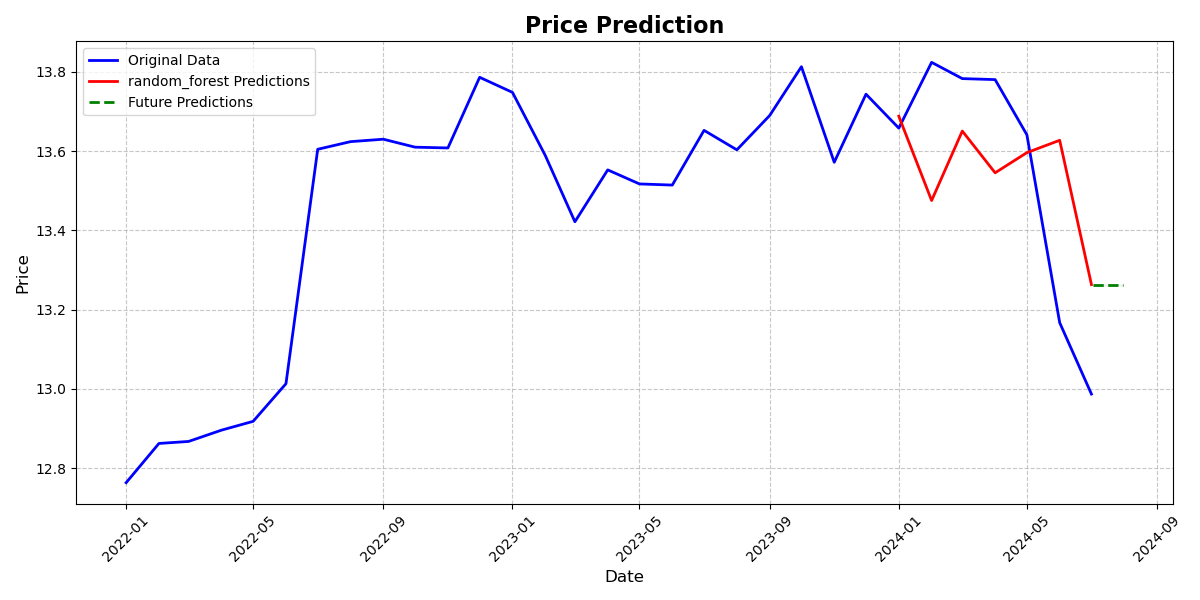 Price Prediction
Original Data
random_forest Predictions
Future Predictions
Price
13.8
13.6
13.4
13.2
13.0
12.8
2022-01
2022-05
2022-09
2023-01
2023-05
2023-09
2024-01
2024-05
2024-09
Date